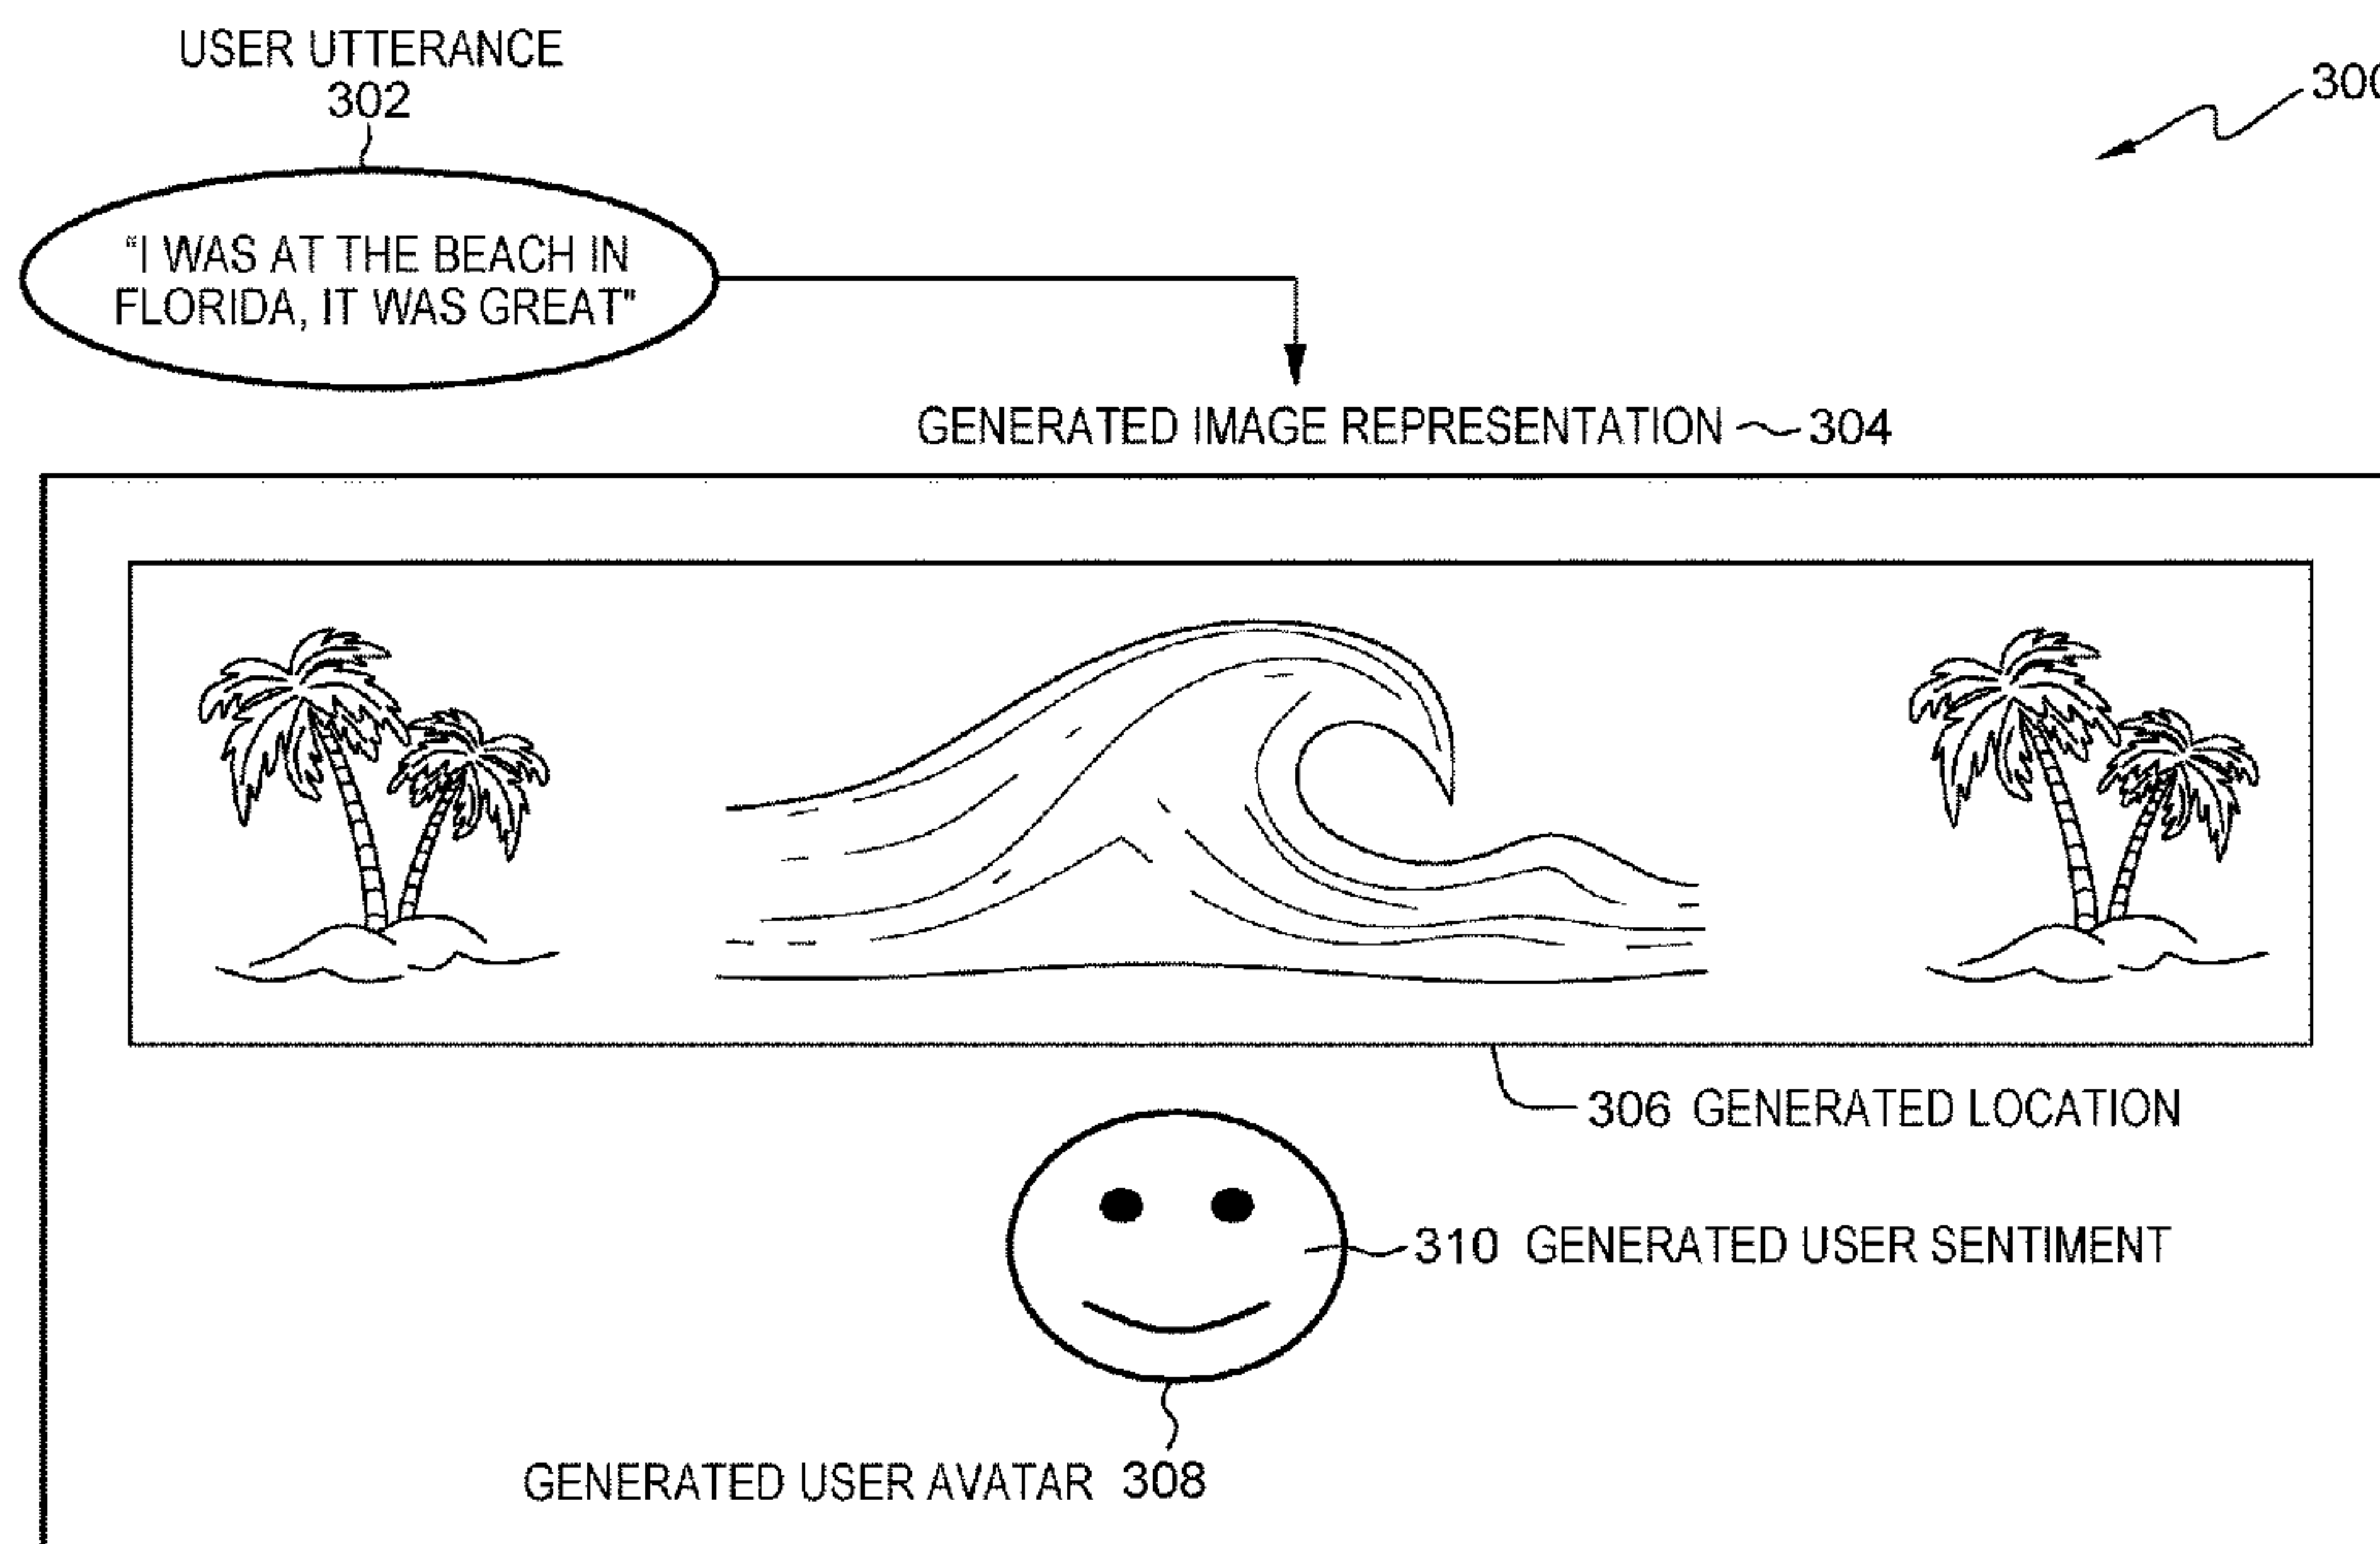 USER UTTERANCE
302
300
"I WAS AT THE BEACH IN
FLORIDA, IT WAS GREAT"
GENERATED IMAGE REPRESENTATION 304
306 GENERATED LOCATION
310 GENERATED USER SENTIMENT
GENERATED USER AVATAR 308